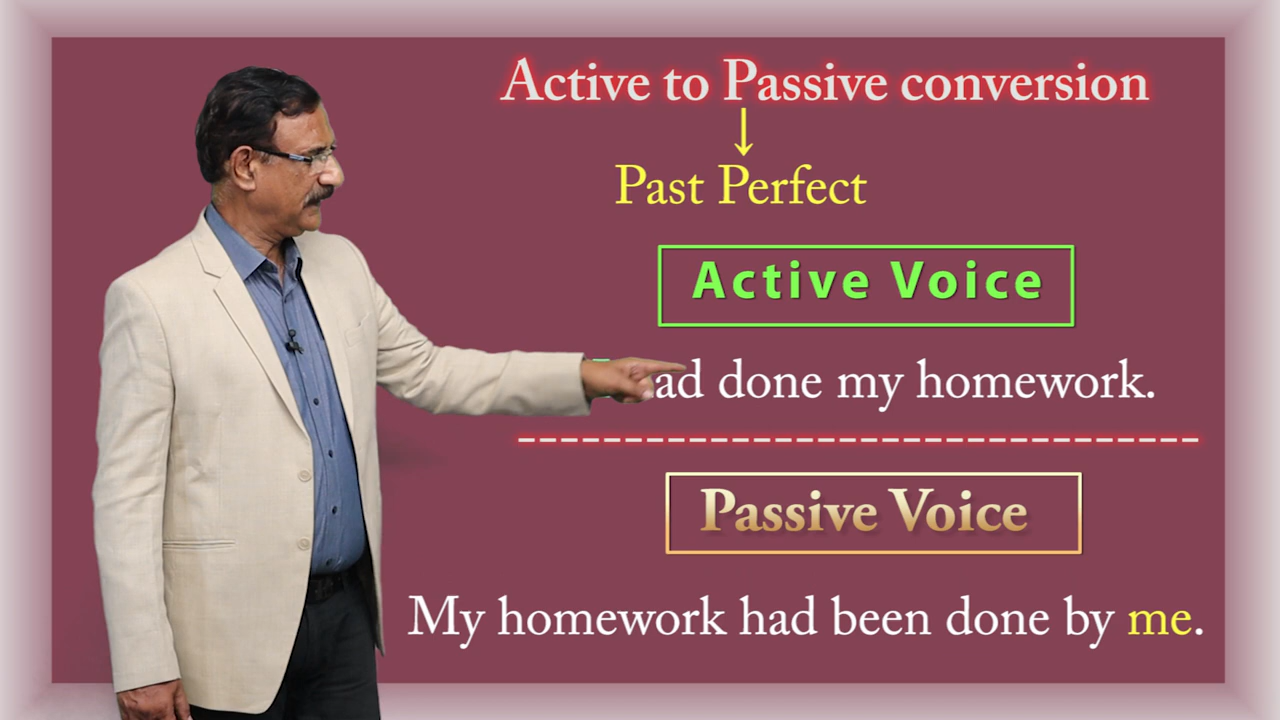 Active to Passive conversion
↓
Past Perfect
Active Voice
ad done my homework.
Passive Voice
My homework had been done by me.